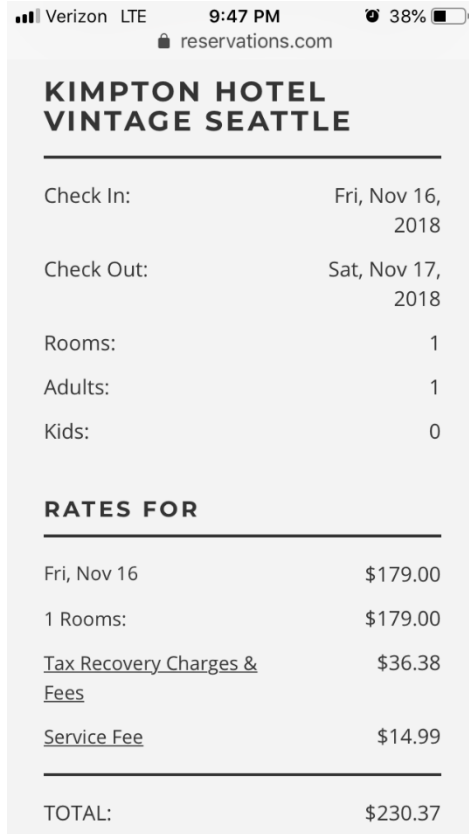 Verizon LTE 9:47 PM 38%
reservations.com
KIMPTON HOTEL
VINTAGE SEATTLE
Check In: Fri, Nov 16,
2018
Check Out: Sat, Nov 17,
2018
Rooms: 1
Adults: 1
Kids: 0
RATES FOR
Fri, Nov 16 $179.00
1 Rooms: $179.00
Tax Recovery Charges & $36.38
Fees
Service Fee $14.99
TOTAL: $230.37